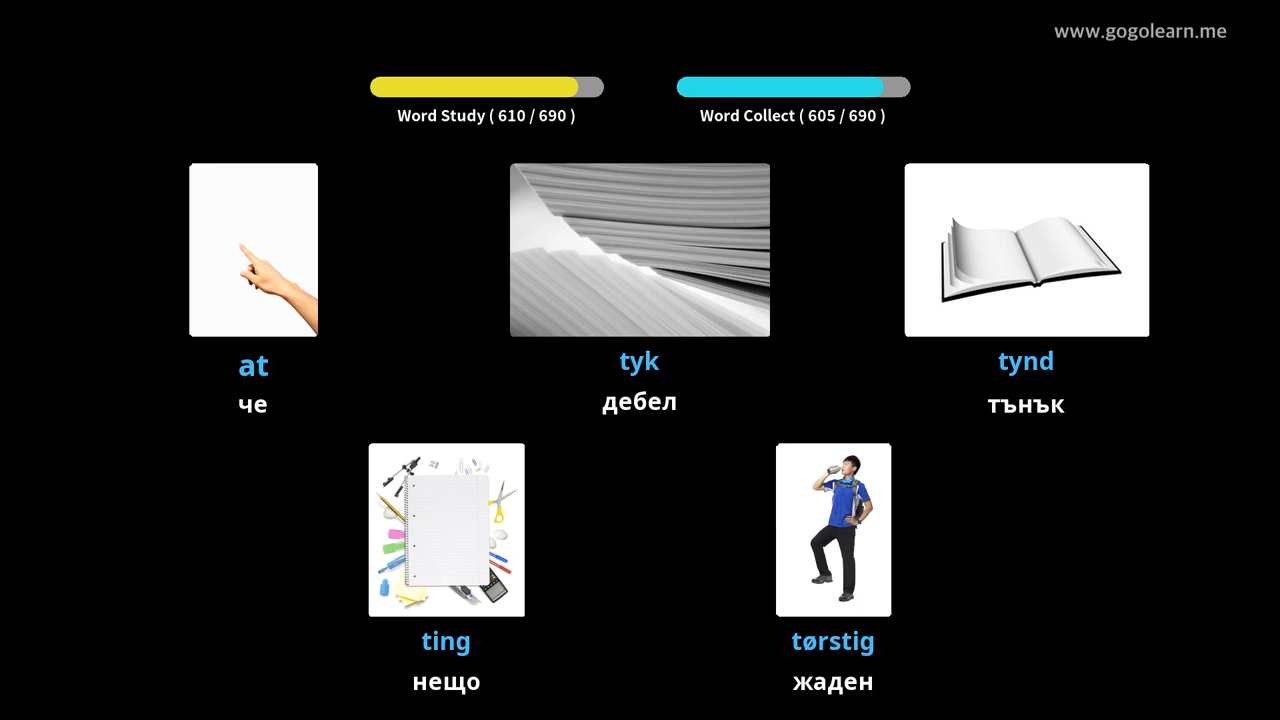 www.gogolearn.me
Word Study ( 610 / 690 )
Word Collect ( 605 / 690 )
at
че
tyk
дебел
tynd
тънък
ting
нещо
tørstig
жаден